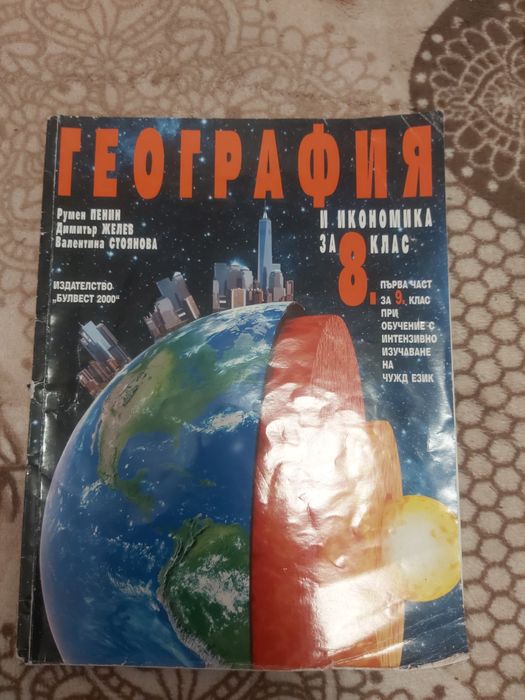 ГЕОГРАФИЯ
Румен ПЕНИН
Димитър ЖЕЛЕВ
Валентина СТОЯНОВА
И ИКОНОМИКА
ЗА 8. КЛАС
ИЗДАТЕЛСТВО
„БУЛВЕСТ 2000“
ПЪРВА ЧАСТ
ЗА 9. КЛАС
ПРИ
ОБУЧЕНИЕ С
ИНТЕНЗИВНО
ИЗУЧАВАНЕ
НА
ЧУЖД ЕЗИК